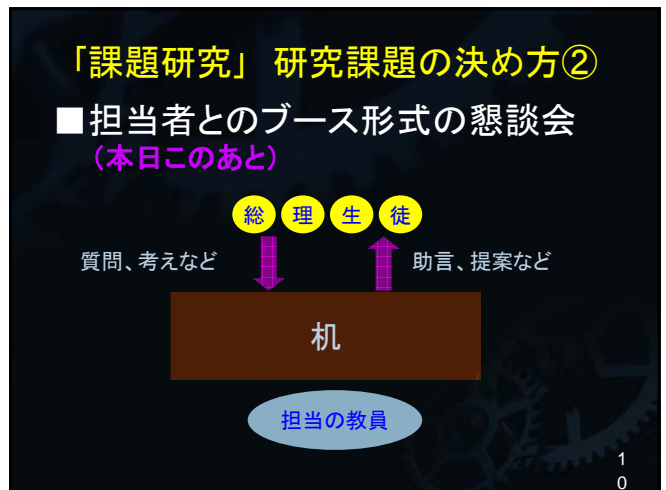 「課題研究」 研究課題の決め方②
■担当者とのブース形式の懇談会
（本日このあと）
総 理 生 徒
質問、考えなど
助言、提案など
机
担当の教員
1
0